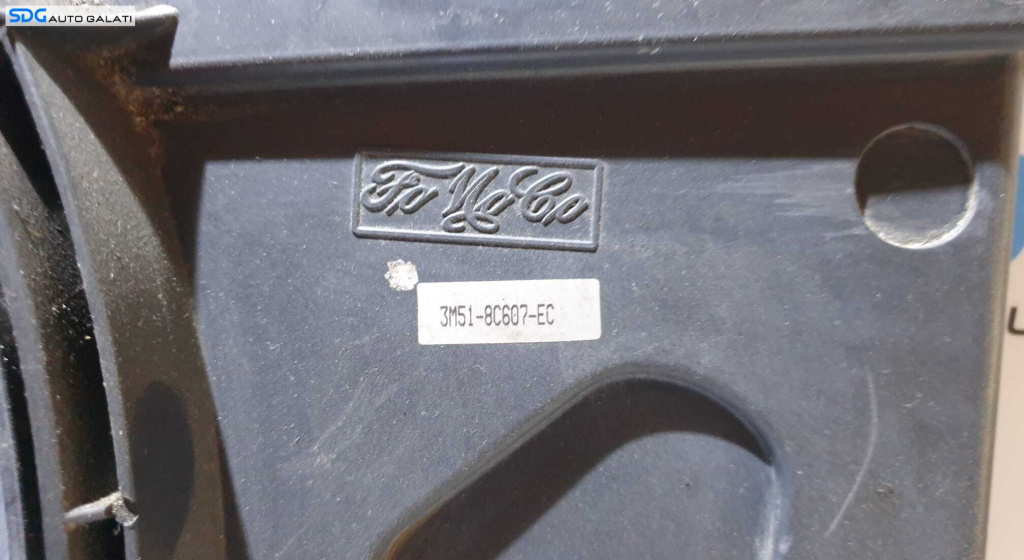 SDG AUTO GALATI
FoMoCo
3M51-8C607-EC